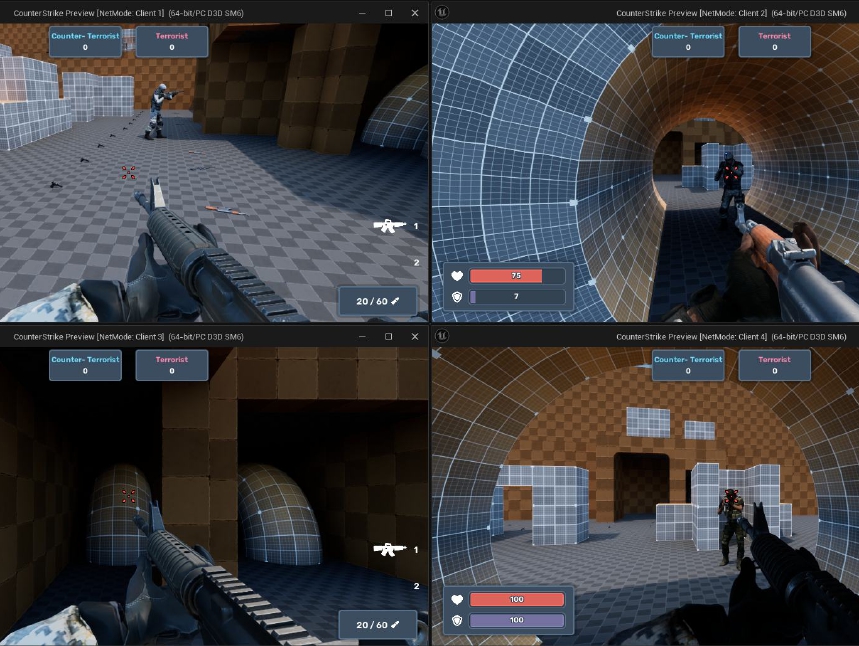 CounterStrike Preview [NetMode: Client 1] (64-bit/PC D3D SM6)
Counter- Terrorist
0
Terrorist
0
1
2
20 / 60
CounterStrike Preview [NetMode: Client 2] (64-bit/PC D3D SM6)
Counter- Terrorist
0
Terrorist
0
75
7
CounterStrike Preview [NetMode: Client 3] (64-bit/PC D3D SM6)
Counter- Terrorist
0
Terrorist
0
1
2
20 / 60
CounterStrike Preview [NetMode: Client 4] (64-bit/PC D3D SM6)
Counter- Terrorist
0
Terrorist
0
100
100